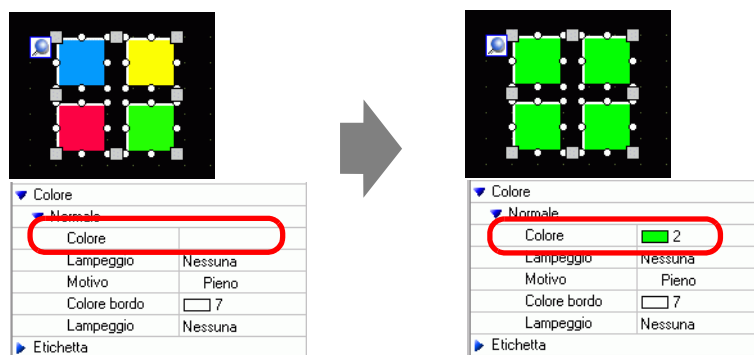 Colore
Normale
Colore
Lampeggio Nessuna
Motivo Pieno
Colore bordo 7
Lampeggio Nessuna
Etichetta
Colore
Normale
Colore 2
Lampeggio Nessuna
Motivo Pieno
Colore bordo 7
Lampeggio Nessuna
Etichetta